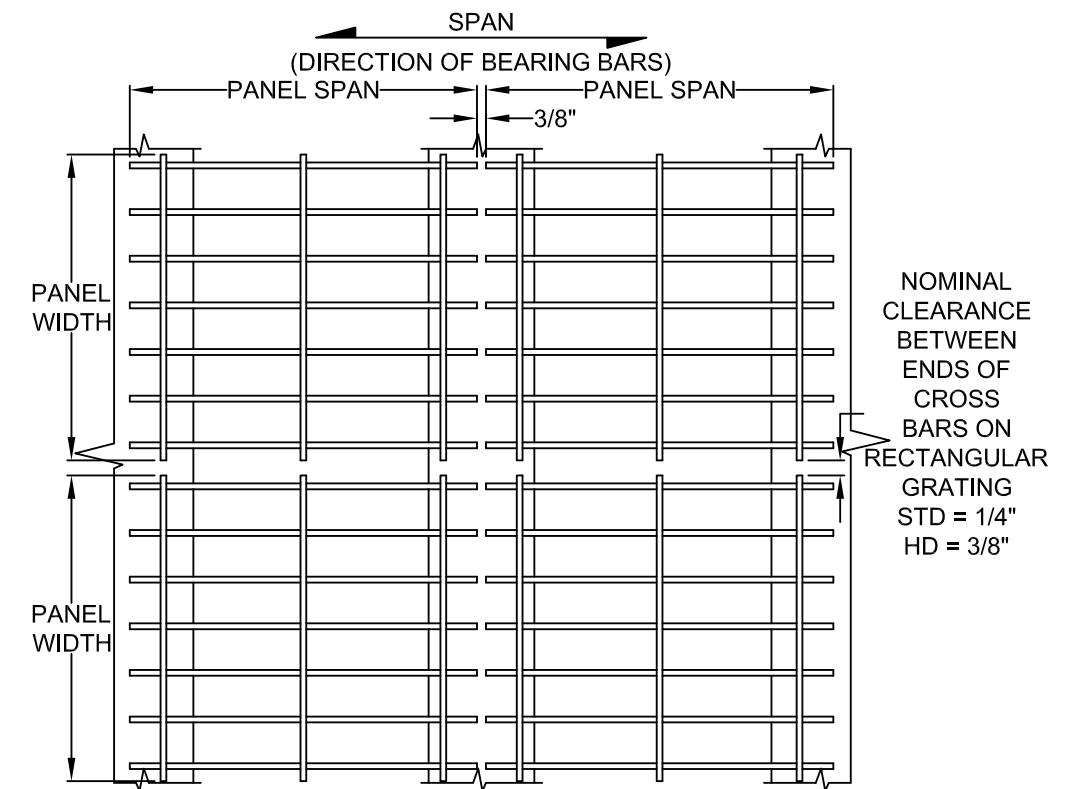 SPAN
(DIRECTION OF BEARING BARS)
PANEL SPAN
PANEL SPAN
3/8"
PANEL
WIDTH
NOMINAL
CLEARANCE
BETWEEN
ENDS OF
CROSS
BARS ON
RECTANGULAR
GRATING
STD = 1/4"
HD = 3/8"
PANEL
WIDTH